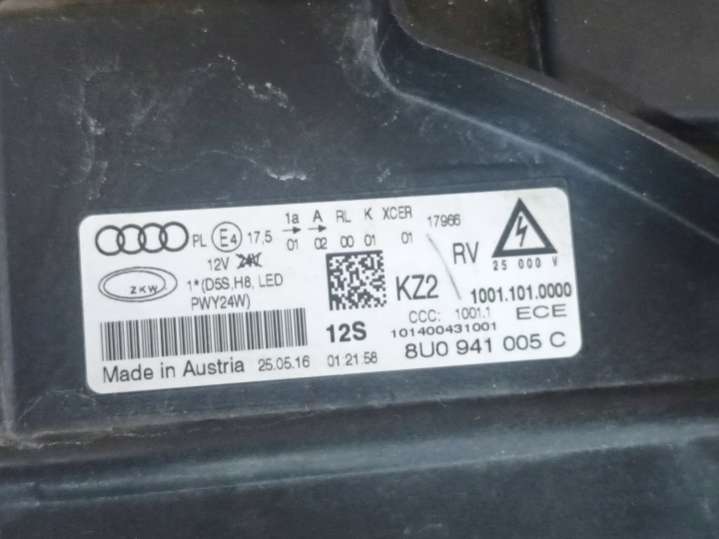 1a A RL K XCER
PL E4 17,5 01 02 00 01 01 17966
12V 24V
ZKW 1*(D5S,H8, LED
PWY24W)
KZ2 RV
25 000 V
1001.101.0000
CCC: 1001.1 ECE
12S 101400431001
Made in Austria 25.05.16 01:21:58 8U0 941 005 C